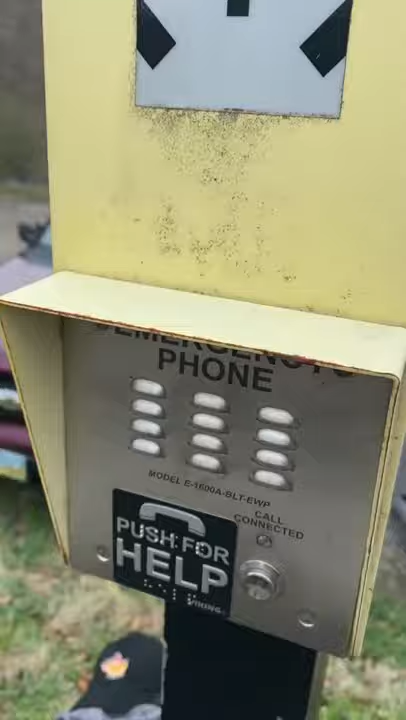 EMERGENCY
PHONE
MODEL E-1600A-BLT-EWP
CALL
CONNECTED
PUSH FOR
HELP
VIKING